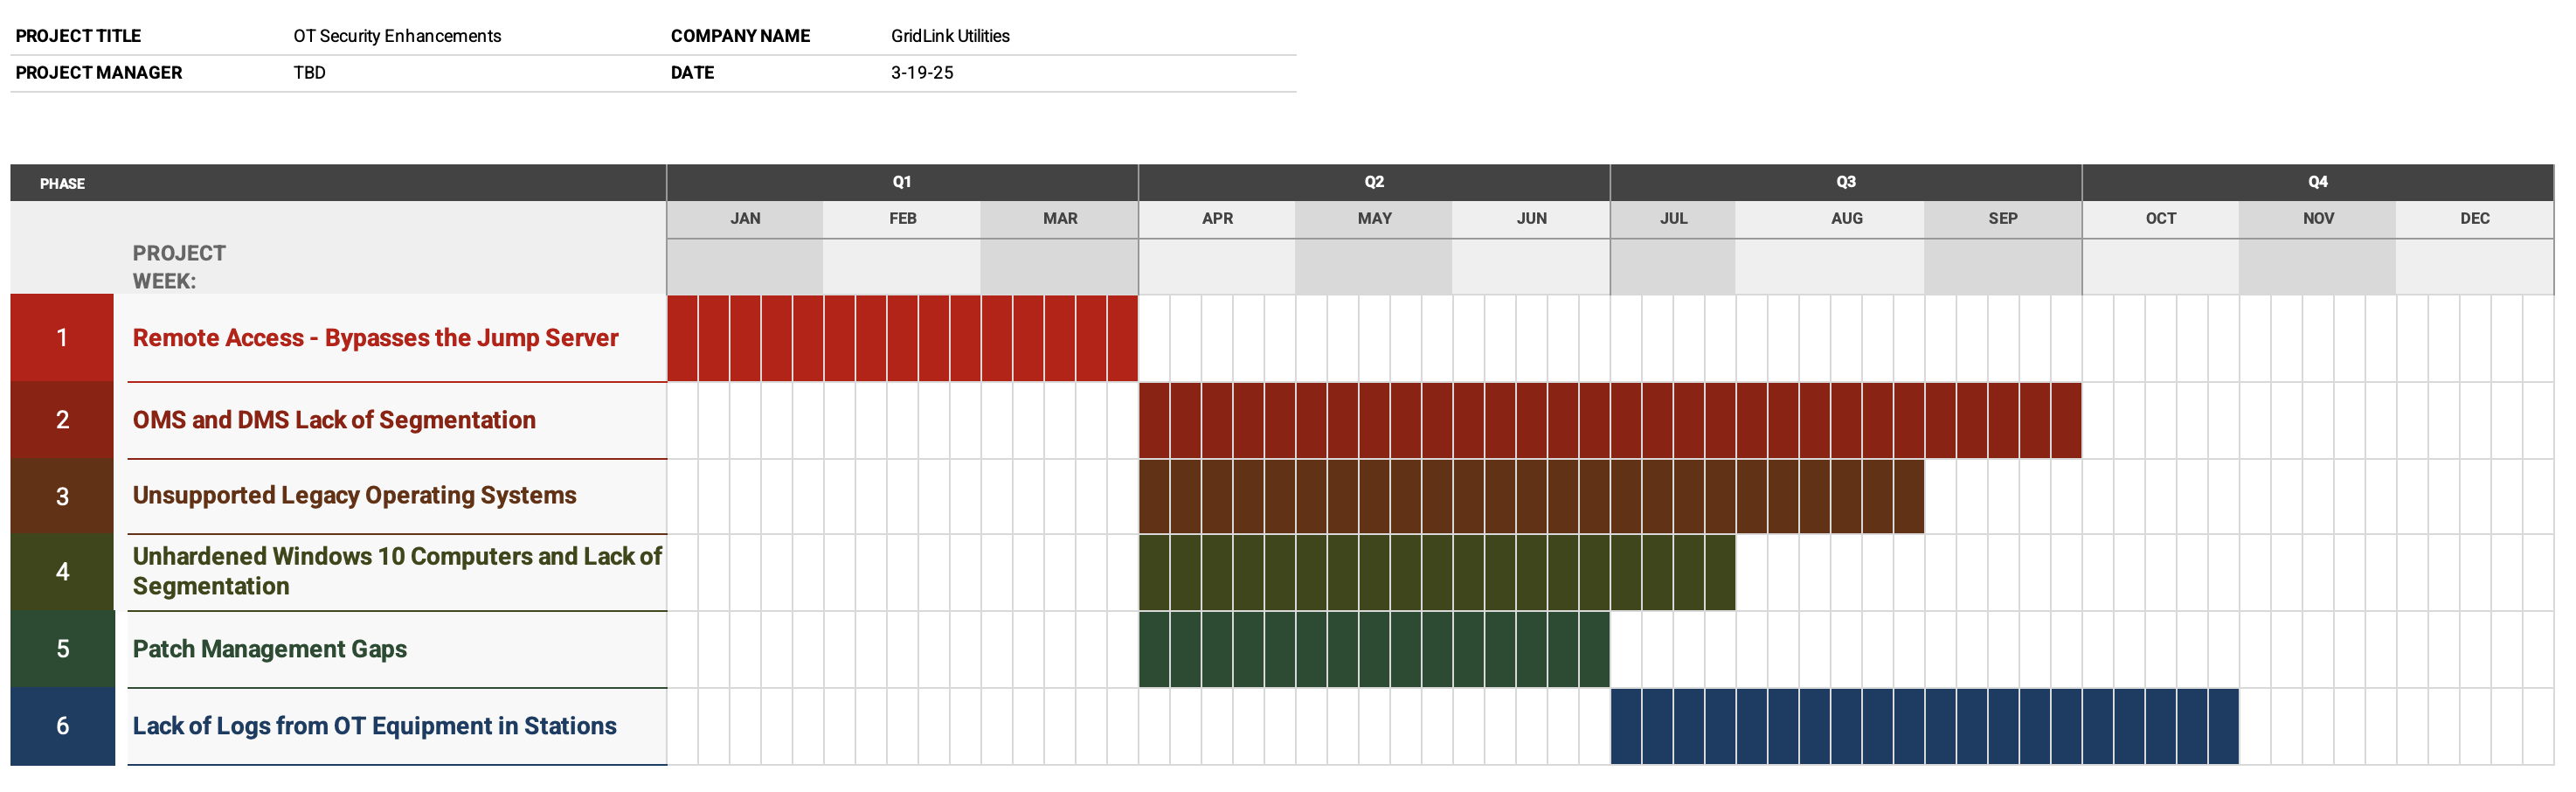 PROJECT TITLE OT Security Enhancements COMPANY NAME GridLink Utilities
PROJECT MANAGER TBD DATE 3-19-25
PHASE Q1 Q2 Q3 Q4
JAN FEB MAR APR MAY JUN JUL AUG SEP OCT NOV DEC
PROJECT
WEEK:
1 Remote Access - Bypasses the Jump Server
2 OMS and DMS Lack of Segmentation
3 Unsupported Legacy Operating Systems
4 Unhardened Windows 10 Computers and Lack of
Segmentation
5 Patch Management Gaps
6 Lack of Logs from OT Equipment in Stations